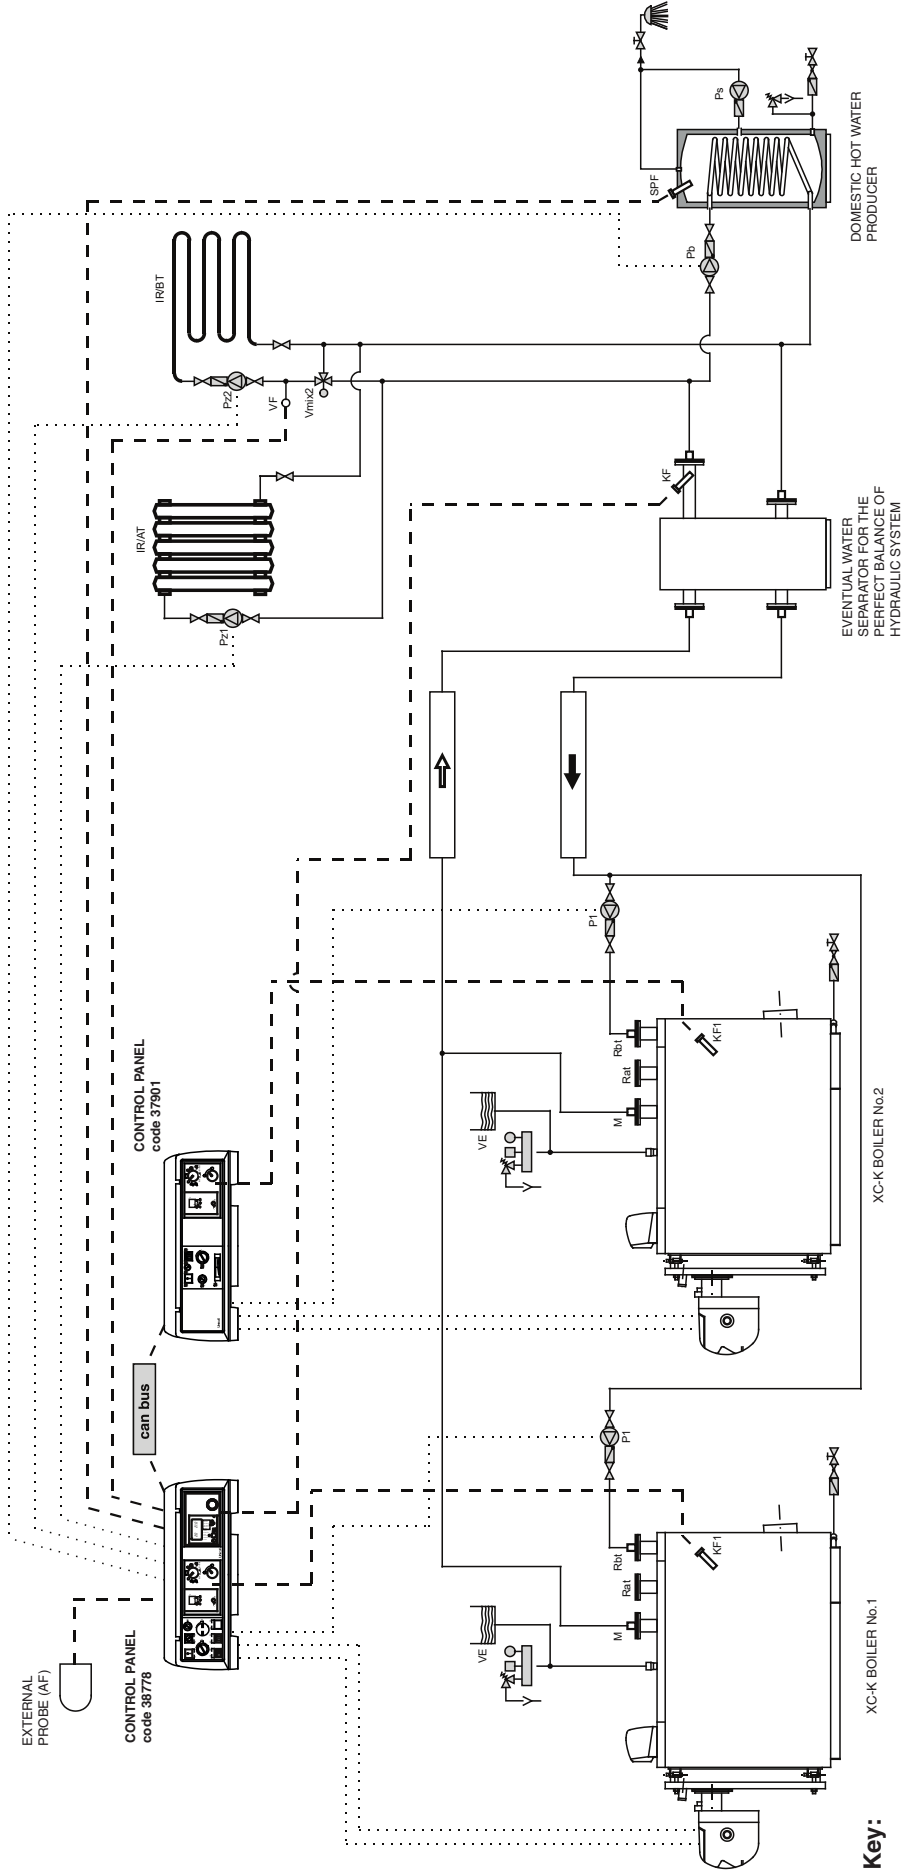 EXTERNAL
PROBE (AF)
CONTROL PANEL
code 38778
can bus
CONTROL PANEL
code 37901
Pz1
IR/AT
Pz2
VF
Vmix2
IR/BT
KF
Pb
SPF
Ps
DOMESTIC HOT WATER
PRODUCER
EVENTUAL WATER
SEPARATOR FOR THE
PERFECT BALANCE OF
HYDRAULIC SYSTEM
VE
M
Rat
Rbt
P1
KF1
XC-K BOILER No.1
VE
M
Rat
Rbt
P1
KF1
XC-K BOILER No.2
Key: